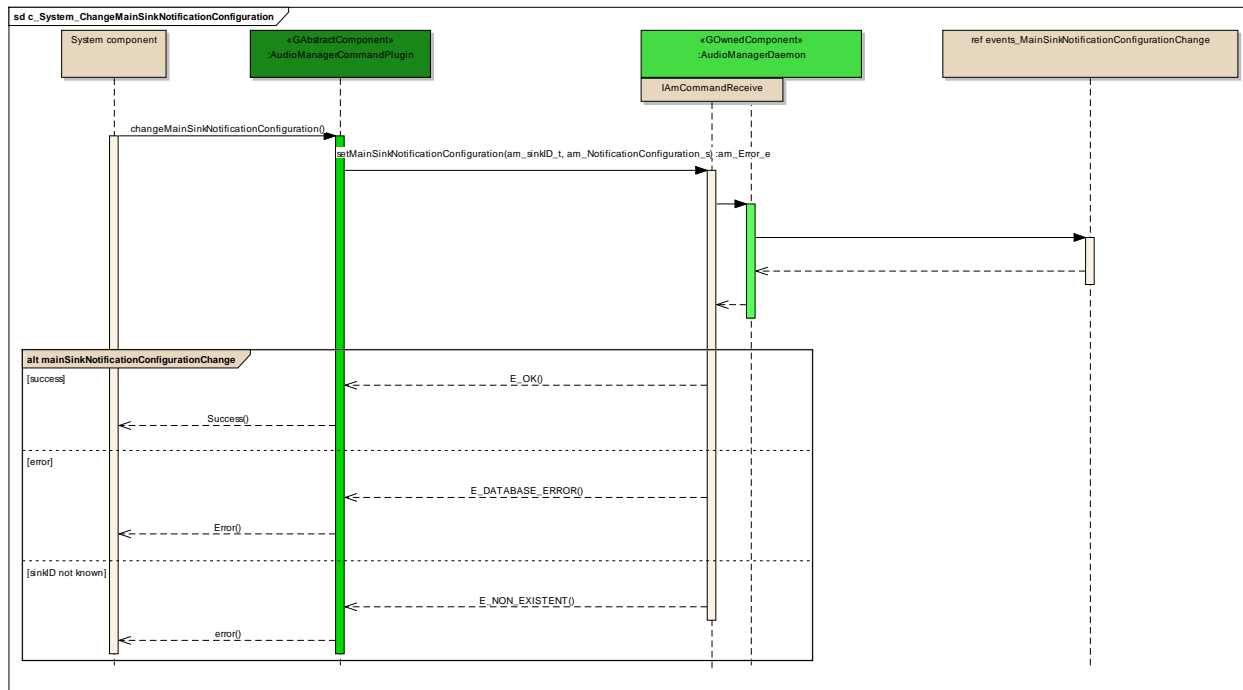 sd c_System_ChangeMainSinkNotificationConfiguration
System component
«GAbstractComponent»
:AudioManagerCommandPlugin
«GOwnedComponent»
:AudioManagerDaemon
ref events_MainSinkNotificationConfigurationChange
IAmCommandReceive
changeMainSinkNotificationConfiguration()
setMainSinkNotificationConfiguration(am_sinkID_t, am_NotificationConfiguration_s) :am_Error_e
alt mainSinkNotificationConfigurationChange
[success]
E_OK()
Success()
[error]
E_DATABASE_ERROR()
Error()
[sinkID not known]
E_NON_EXISTENT()
error()